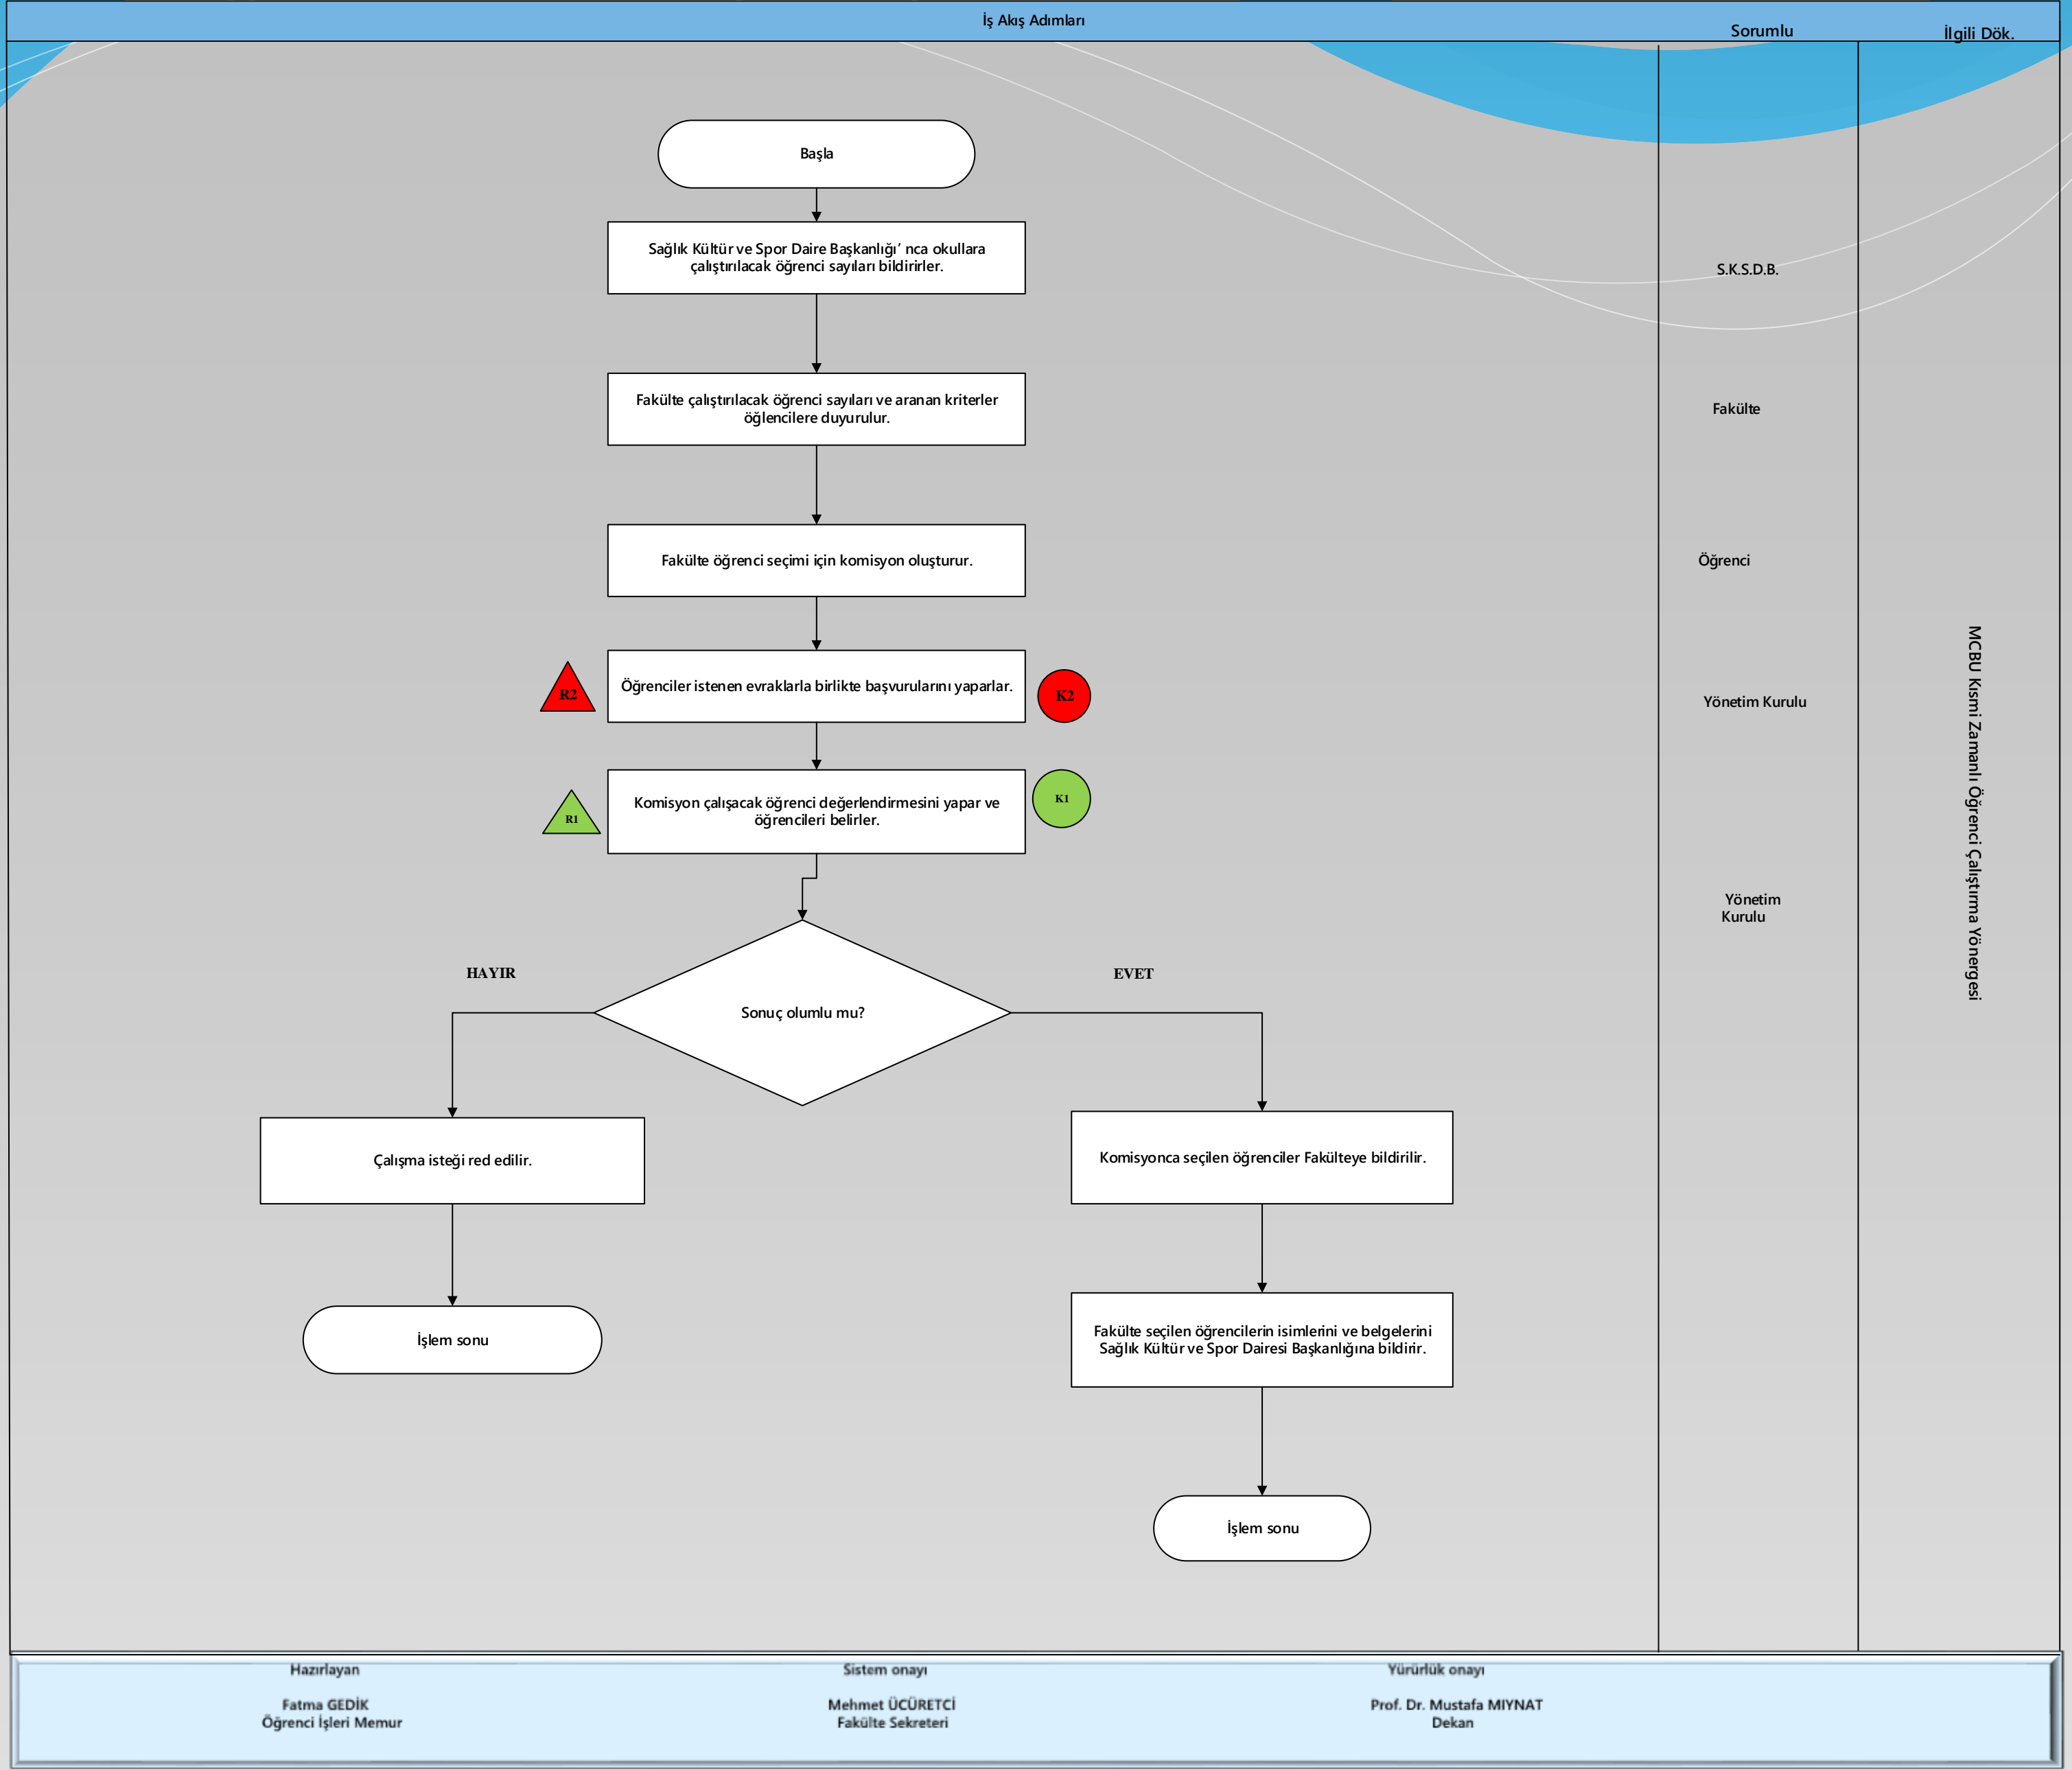 İş Akış Adımları
Sorumlu
İlgili Dök.
Başla
Sağlık Kültür ve Spor Daire Başkanlığı’ nca okullara
çalıştırılacak öğrenci sayıları bildirirler.
S.K.S.D.B.
Fakülte çalıştırılacak öğrenci sayıları ve aranan kriterler
öğlencilere duyurulur.
Fakülte
Fakülte öğrenci seçimi için komisyon oluşturur.
Öğrenci
R2
Öğrenciler istenen evraklarla birlikte başvurularını yaparlar.
K2
Yönetim Kurulu
R1
Komisyon çalışacak öğrenci değerlendirmesini yapar ve
öğrencileri belirler.
K1
Yönetim
Kurulu
MCBU Kısmi Zamanlı Öğrenci Çalıştırma Yönergesi
HAYIR
EVET
Sonuç olumlu mu?
Çalışma isteği red edilir.
Komisyonca seçilen öğrenciler Fakülteye bildirilir.
İşlem sonu
Fakülte seçilen öğrencilerin isimlerini ve belgelerini
Sağlık Kültür ve Spor Dairesi Başkanlığına bildirir.
İşlem sonu
Hazırlayan
Fatma GEDİK
Öğrenci İşleri Memur
Sistem onayı
Mehmet ÜCÜRETCİ
Fakülte Sekreteri
Yürürlük onayı
Prof. Dr. Mustafa MIYNAT
Dekan